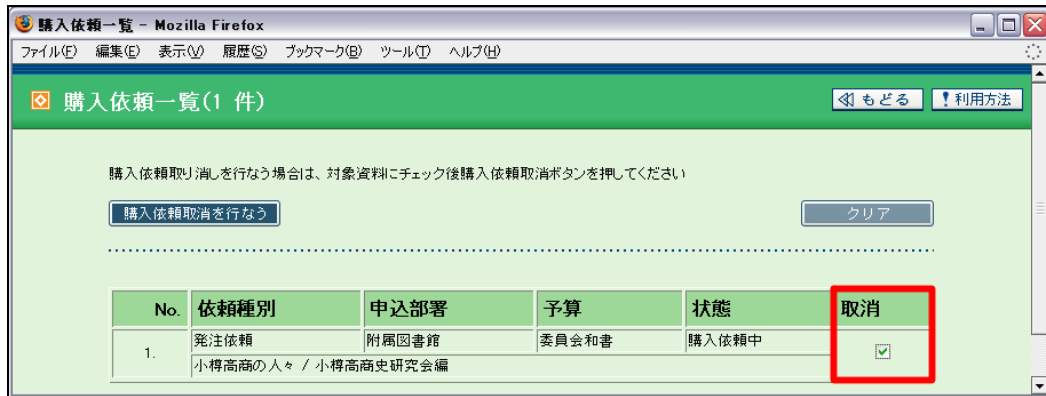 購入依頼一覧 - Mozilla Firefox
ファイル(F) 編集(E) 表示(V) 履歴(S) ブックマーク(B) ツール(T) ヘルプ(H)
購入依頼一覧(1 件) もどる !利用方法
購入依頼取り消しを行なう場合は、対象資料にチェック後購入依頼取消ボタンを押してください
購入依頼取消を行なう クリア
No. 依頼種別 申込部署 予算 状態 取消
1. 発注依頼 附属図書館 委員会和書 購入依頼中
小樽高商の人々 / 小樽高商史研究会編